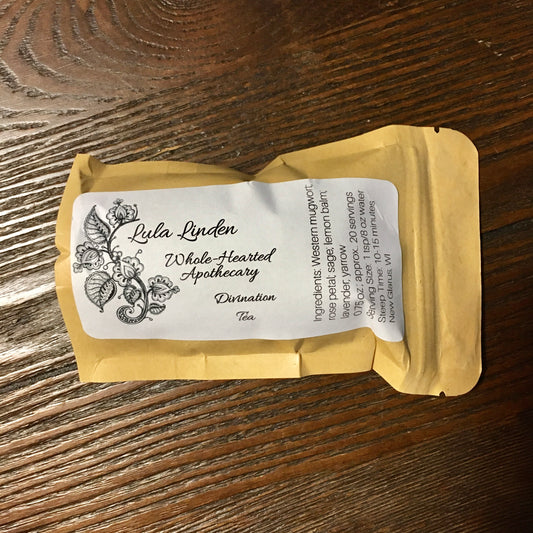 Lula Linden
Whole-Hearted
Apothecary
Divination
Tea
Ingredients: Western mugwort,
rose petal, sage, lemon balm,
lavender, yarrow
0.75 oz; approx. 20 servings
Serving Size: 1 tsp/8 oz water
Steep Time: 10-15 minutes
New Glarus, WI